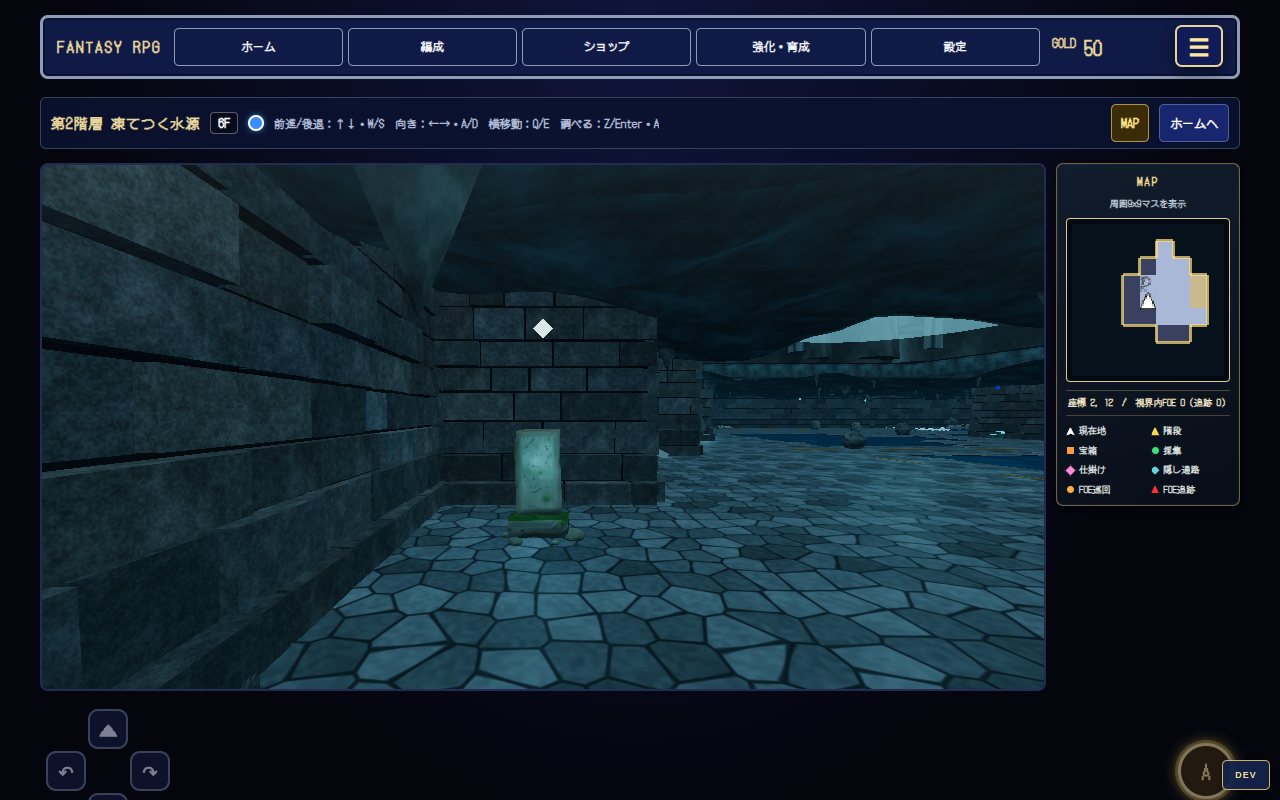 FANTASY RPG
ホーム
編成
ショップ
強化・育成
設定
GOLD 50
第2階層 凍てつく水源
6F
前進/後退：↑↓・W/S 向き：←→・A/D 横移動：Q/E 調べる：Z/Enter・A
MAP
ホームへ
MAP
周囲9x9マスを表示
座標 2, 12 / 視界内FOE 0 (追跡 0)
現在地
階段
宝箱
採集
仕掛け
隠し通路
FOE巡回
FOE追跡
A
DEV